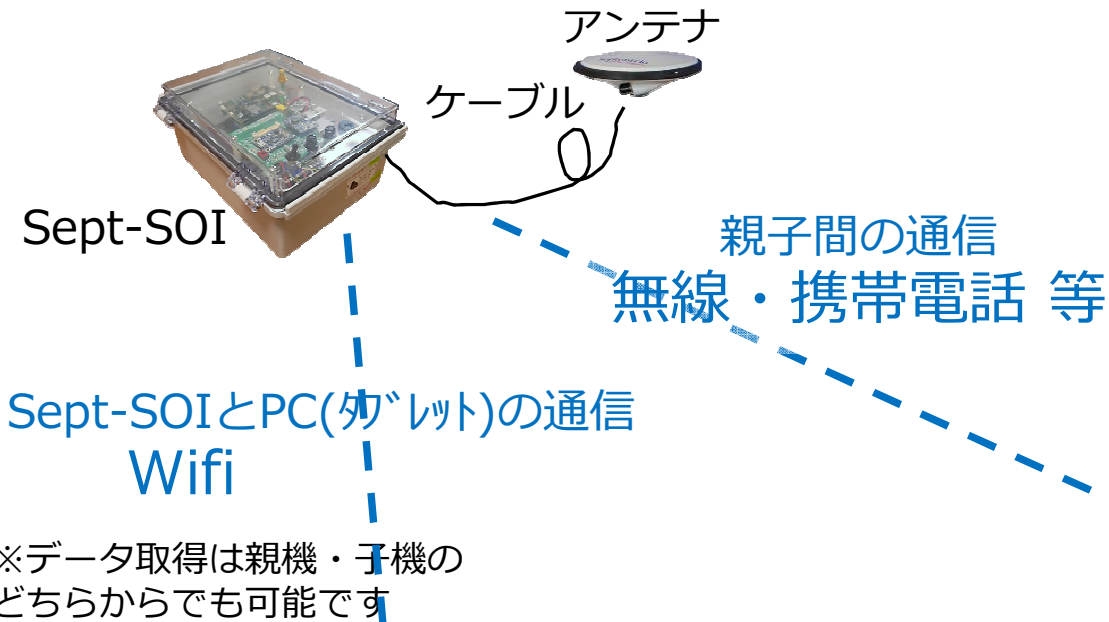 アンテナ
ケーブル
Sept-SOI
親子間の通信
無線・携帯電話 等
Sept-SOIとPC(ﾀﾌﾞﾚｯﾄ)の通信
Wifi
※データ取得は親機・子機の
どちらからでも可能です